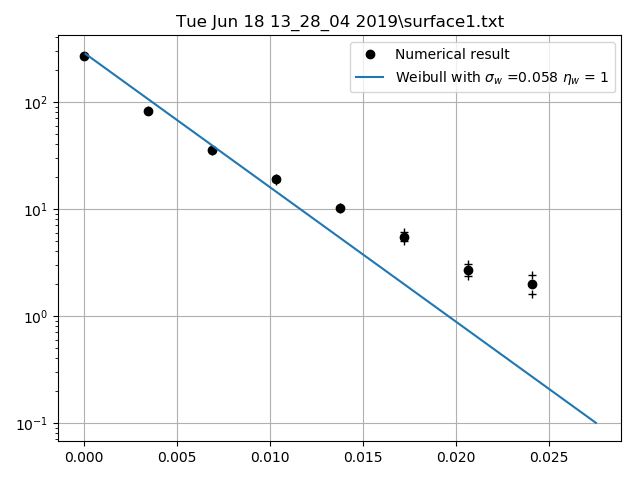 Tue Jun 18 13_28_04 2019\surface1.txt
Numerical result
Weibull with σw =0.058 ηw = 1
10²
10¹
10⁰
10⁻¹
0.000 0.005 0.010 0.015 0.020 0.025